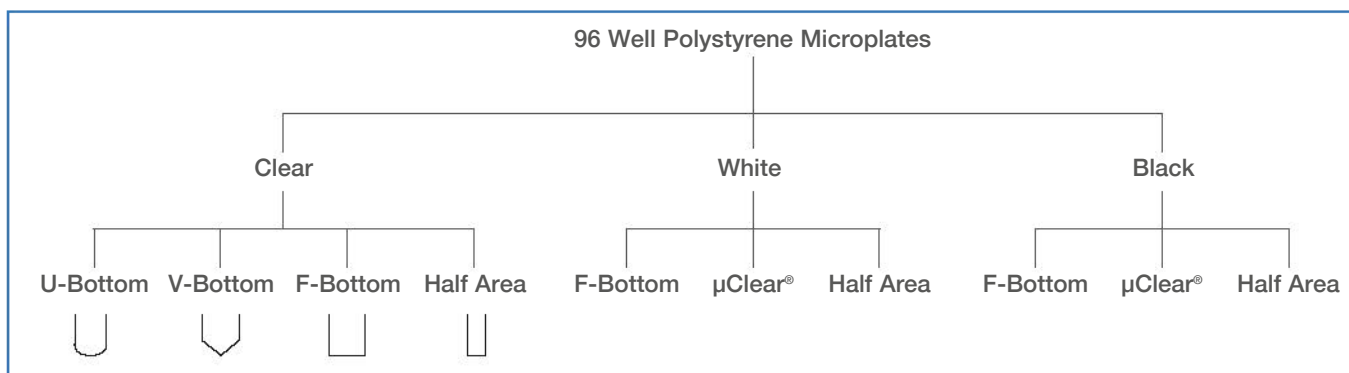 96 Well Polystyrene Microplates
Clear White Black
U-Bottom V-Bottom F-Bottom Half Area F-Bottom µClear® Half Area F-Bottom µClear® Half Area